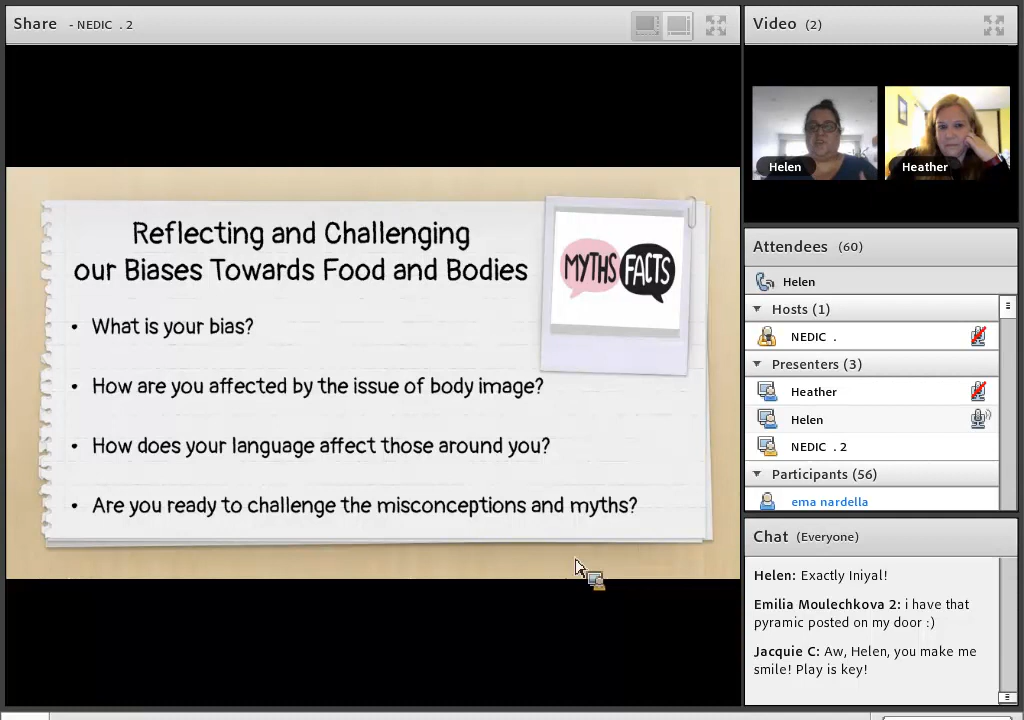 Share - NEDIC . 2
Reflecting and Challenging
our Biases Towards Food and Bodies
MYTHS FACTS
• What is your bias?
• How are you affected by the issue of body image?
• How does your language affect those around you?
• Are you ready to challenge the misconceptions and myths?
Video (2)
Helen
Heather
Attendees (60)
Helen
Hosts (1)
NEDIC .
Presenters (3)
Heather
Helen
NEDIC . 2
Participants (56)
ema nardella
Chat (Everyone)
Helen: Exactly Iniyal!
Emilia Moulechkova 2: i have that
pyramic posted on my door :)
Jacquie C: Aw, Helen, you make me
smile! Play is key!